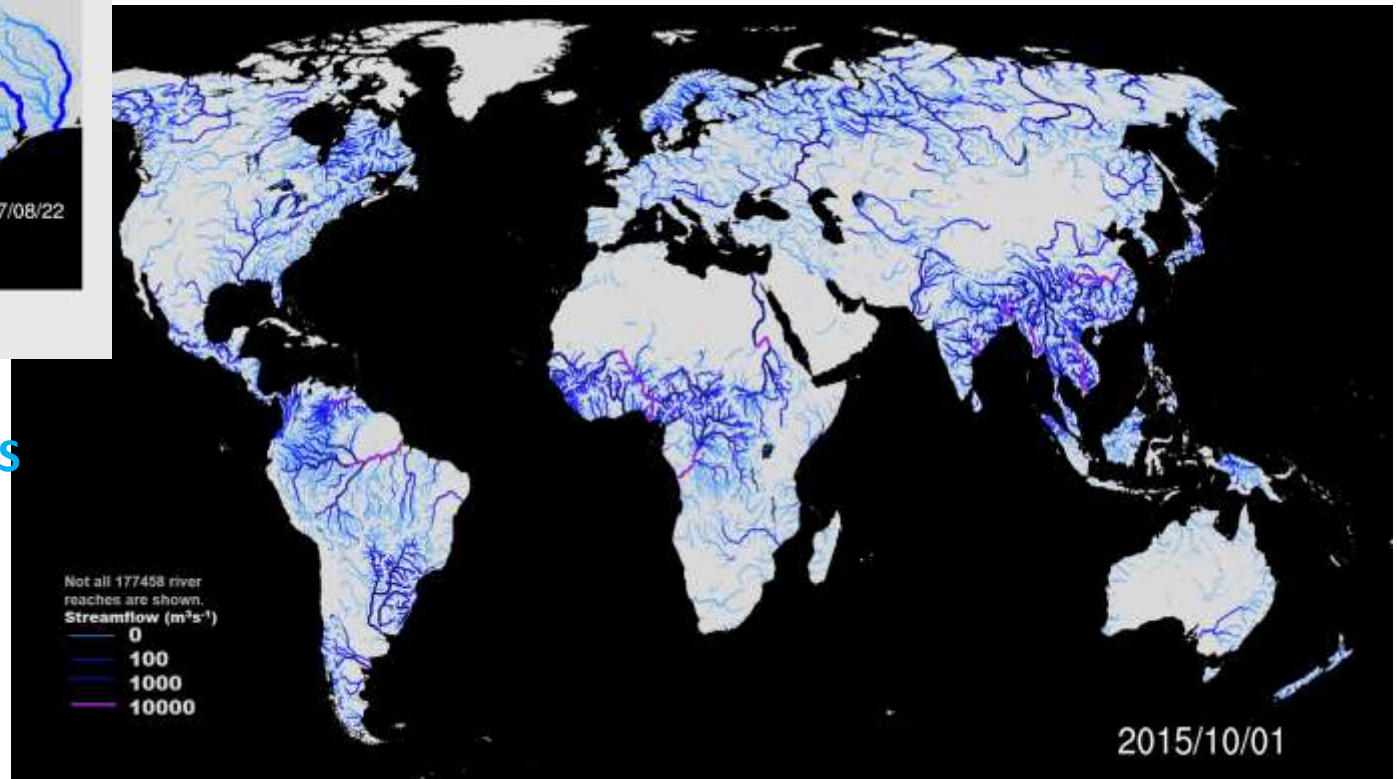 7/08/22
s
Not all 177458 river
reaches are shown.
Streamflow (m³s⁻¹)
0
100
1000
10000
2015/10/01